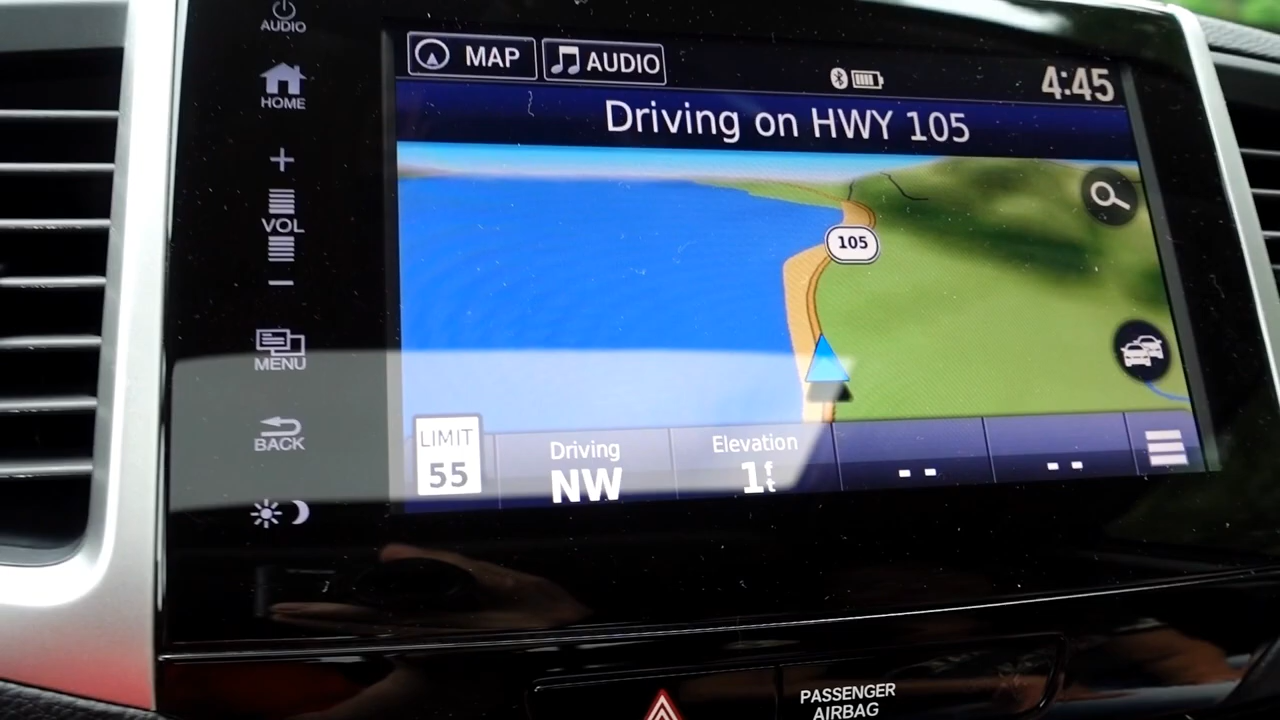 AUDIO
HOME
VOL
MENU
BACK
MAP
AUDIO
4:45
Driving on HWY 105
105
LIMIT
55
Driving
NW
Elevation
1ft
--
--
PASSENGER
AIRBAG